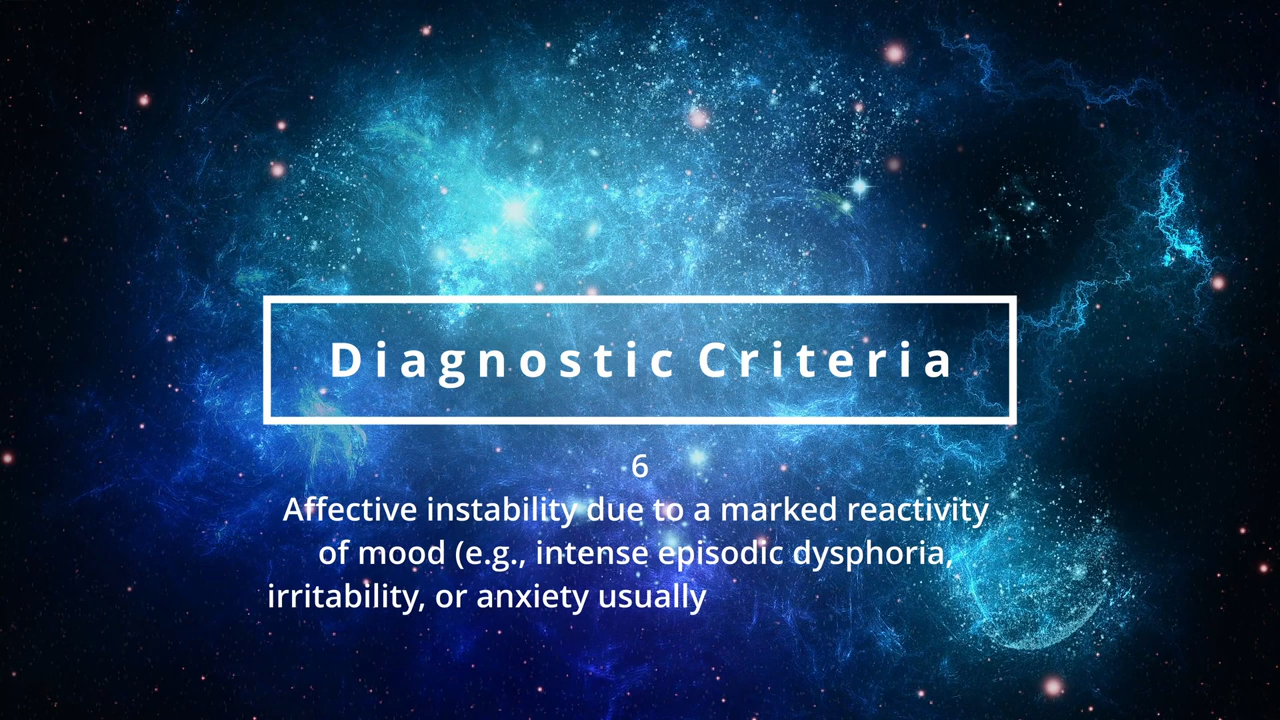 Diagnostic Criteria
6
Affective instability due to a marked reactivity
of mood (e.g., intense episodic dysphoria,
irritability, or anxiety usually